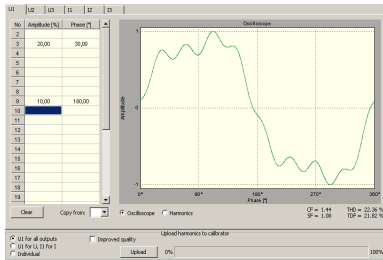 U1 U2 U3 I1 I2 I3
No Amplitude [%] Phase [°]
2
3 20,00 30,00
4
5
6
7
8
9 10,00 180,00
10
11
12
13
14
15
16
17
18
19
Clear Copy from:
Oscilloscope
1
0
-1
Amplitude
0° 90° 180° 270° 360°
Phase [°]
Oscilloscope Harmonics
CF = 1.44 THD = 22.36 %
SF = 1.08 TDF = 21.82 %
Upload harmonics to calibrator
U1 for all outputs
U1 for U, I1 for I
Individual
Improved quality
Upload 0% 100%